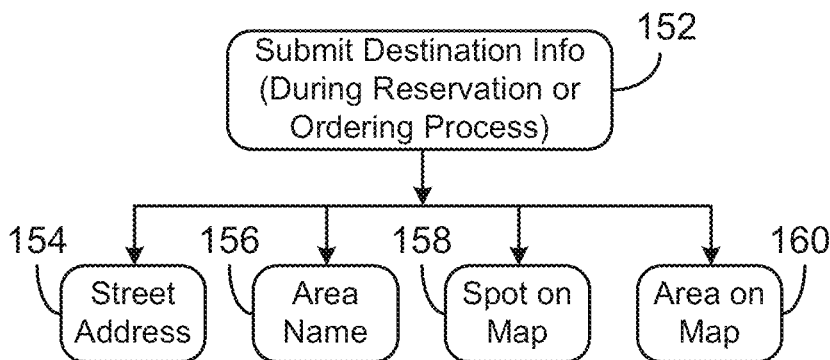 152
Submit Destination Info
(During Reservation or
Ordering Process)
154
156
158
160
Street
Address
Area
Name
Spot on
Map
Area on
Map